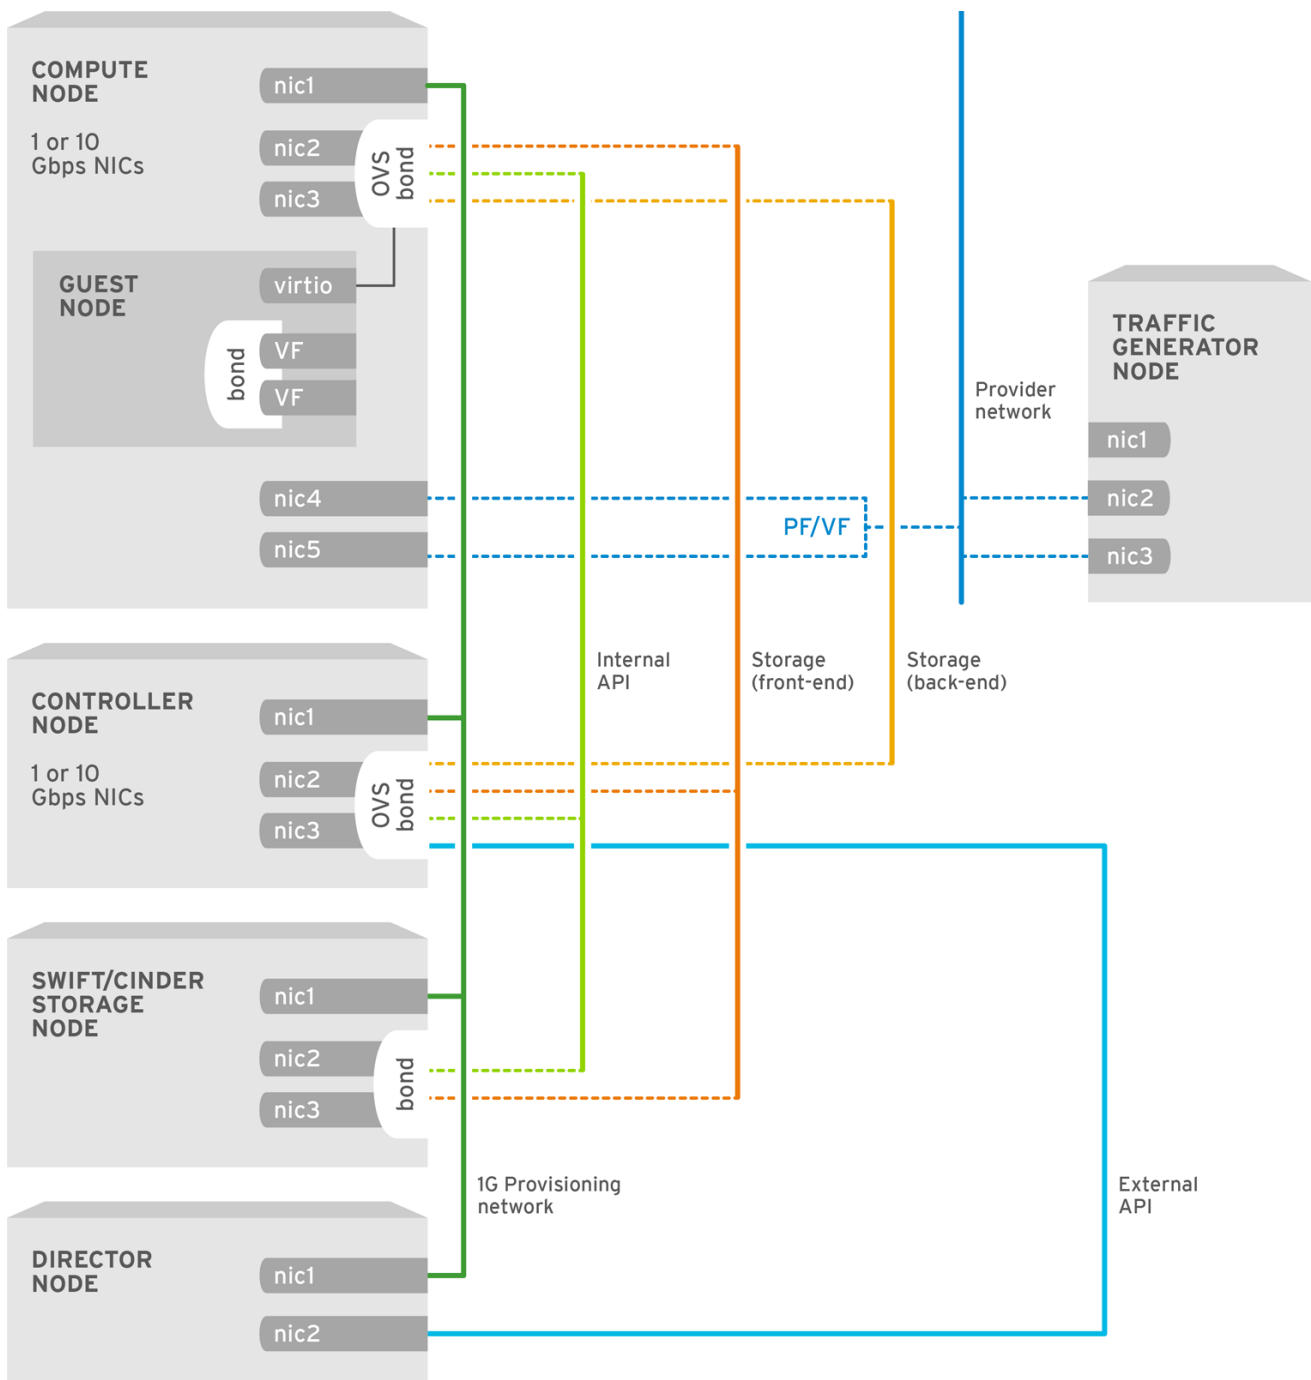 COMPUTE
NODE
1 or 10
Gbps NICs
nic1
nic2
nic3
OVS
bond
GUEST
NODE
virtio
VF
VF
bond
nic4
nic5
PF/VF
Provider
network
TRAFFIC
GENERATOR
NODE
nic1
nic2
nic3
Internal
API
Storage
(front-end)
Storage
(back-end)
CONTROLLER
NODE
1 or 10
Gbps NICs
nic1
nic2
nic3
OVS
bond
SWIFT/CINDER
STORAGE
NODE
nic1
nic2
nic3
bond
1G Provisioning
network
External
API
DIRECTOR
NODE
nic1
nic2